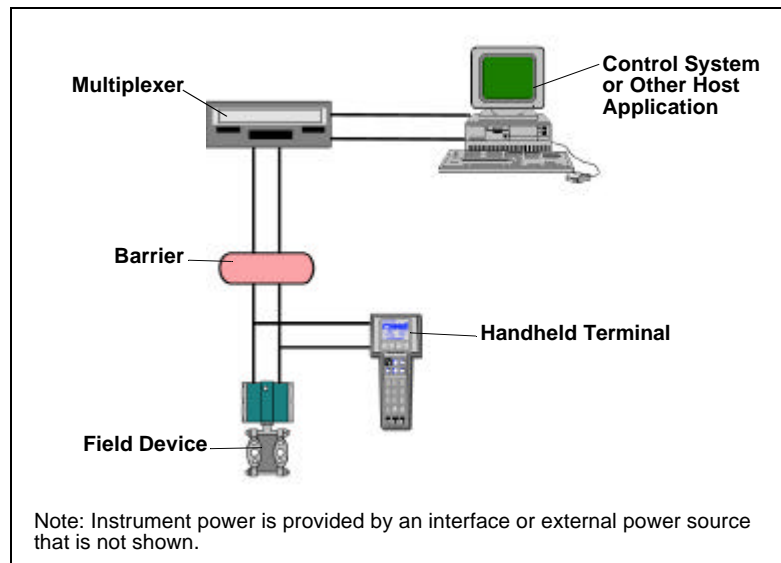 Multiplexer
Control System
or Other Host
Application
Barrier
Handheld Terminal
Field Device
Note: Instrument power is provided by an interface or external power source
that is not shown.